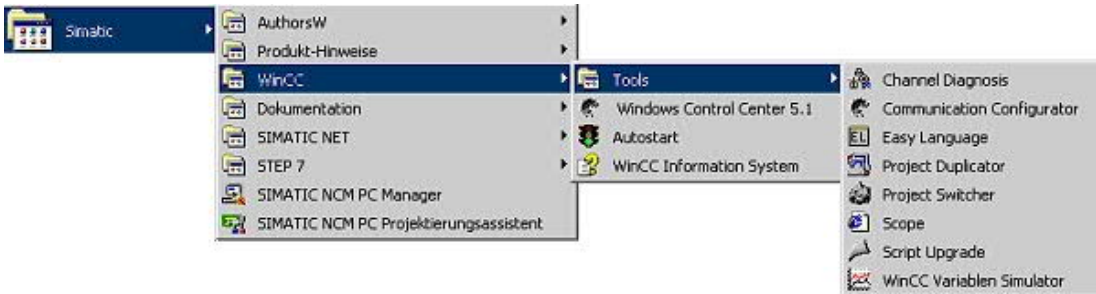 Simatic
AuthorsW
Produkt-Hinweise
WinCC
Dokumentation
SIMATIC NET
STEP 7
SIMATIC NCM PC Manager
SIMATIC NCM PC Projektierungsassistent
Tools
Windows Control Center 5.1
Autostart
WinCC Information System
Channel Diagnosis
Communication Configurator
EL Easy Language
Project Duplicator
Project Switcher
Scope
Script Upgrade
WinCC Variablen Simulator